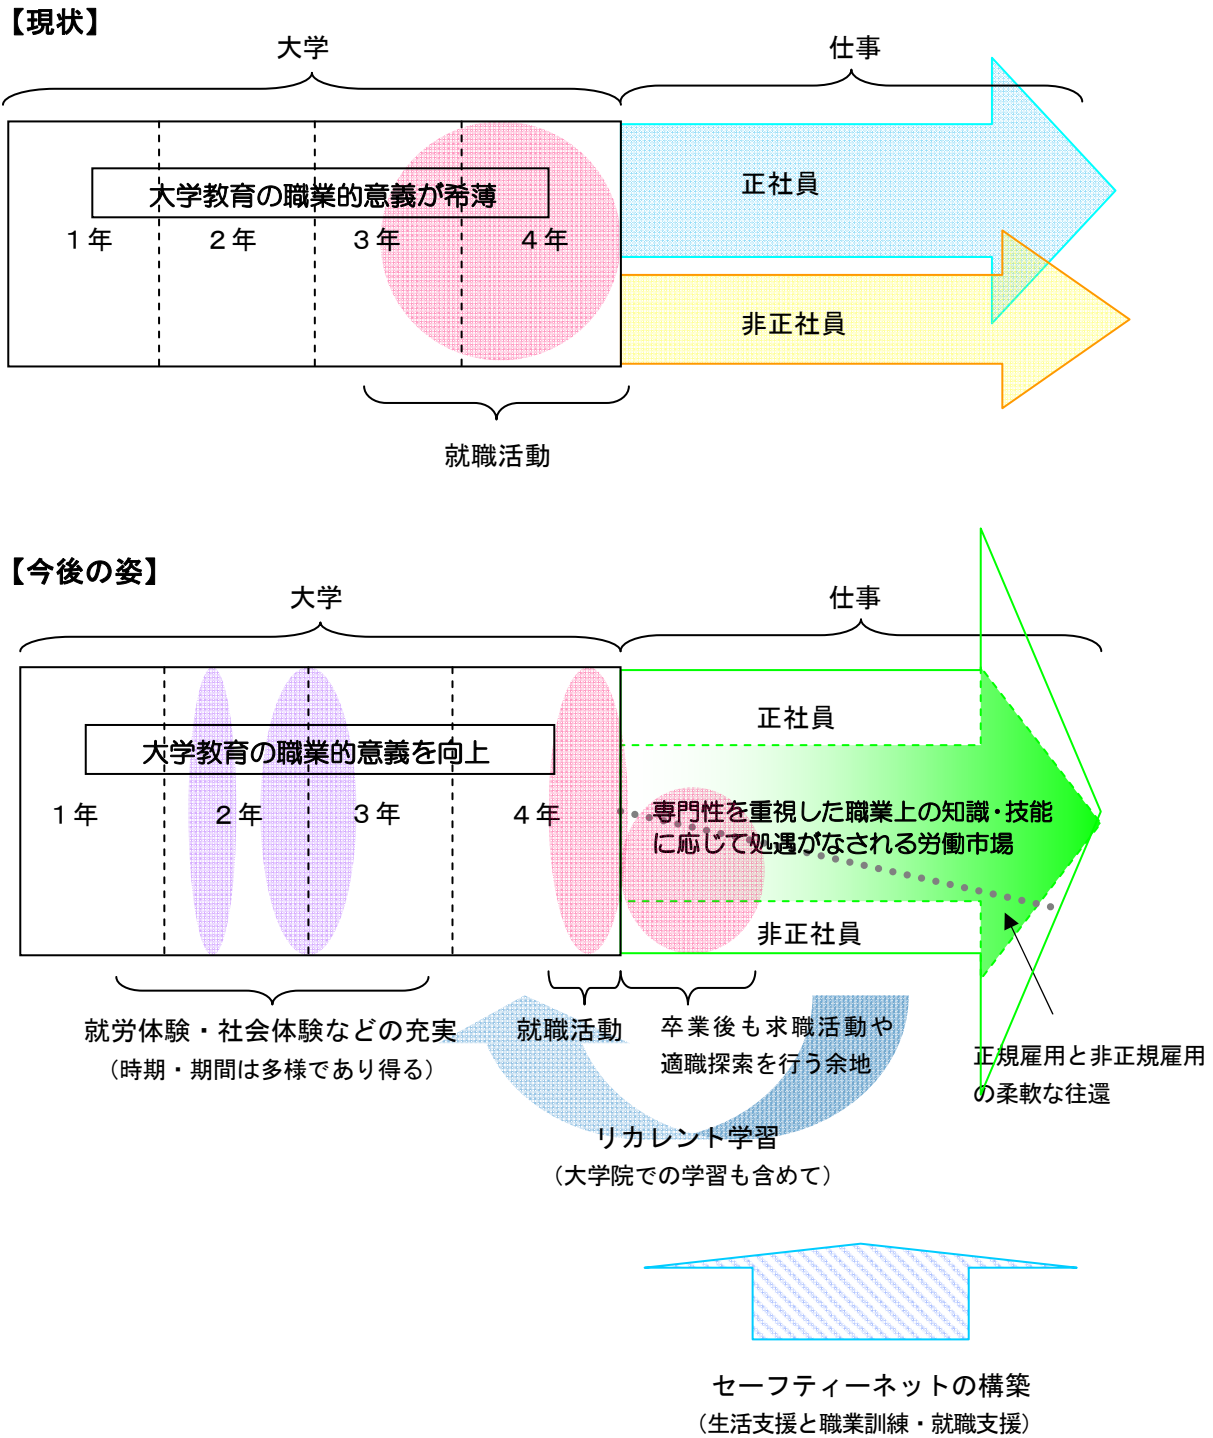 【現状】
大学
仕事
大学教育の職業的意義が希薄
1年
2年
3年
4年
正社員
非正社員
就職活動
【今後の姿】
大学
仕事
正社員
大学教育の職業的意義を向上
1年
2年
3年
4年
専門性を重視した職業上の知識・技能
に応じて処遇がなされる労働市場
非正社員
就労体験・社会体験などの充実
（時期・期間は多様であり得る）
就職活動
卒業後も求職活動や
適職探索を行う余地
正規雇用と非正規雇用
の柔軟な往還
リカレント学習
（大学院での学習も含めて）
セーフティーネットの構築
（生活支援と職業訓練・就職支援）